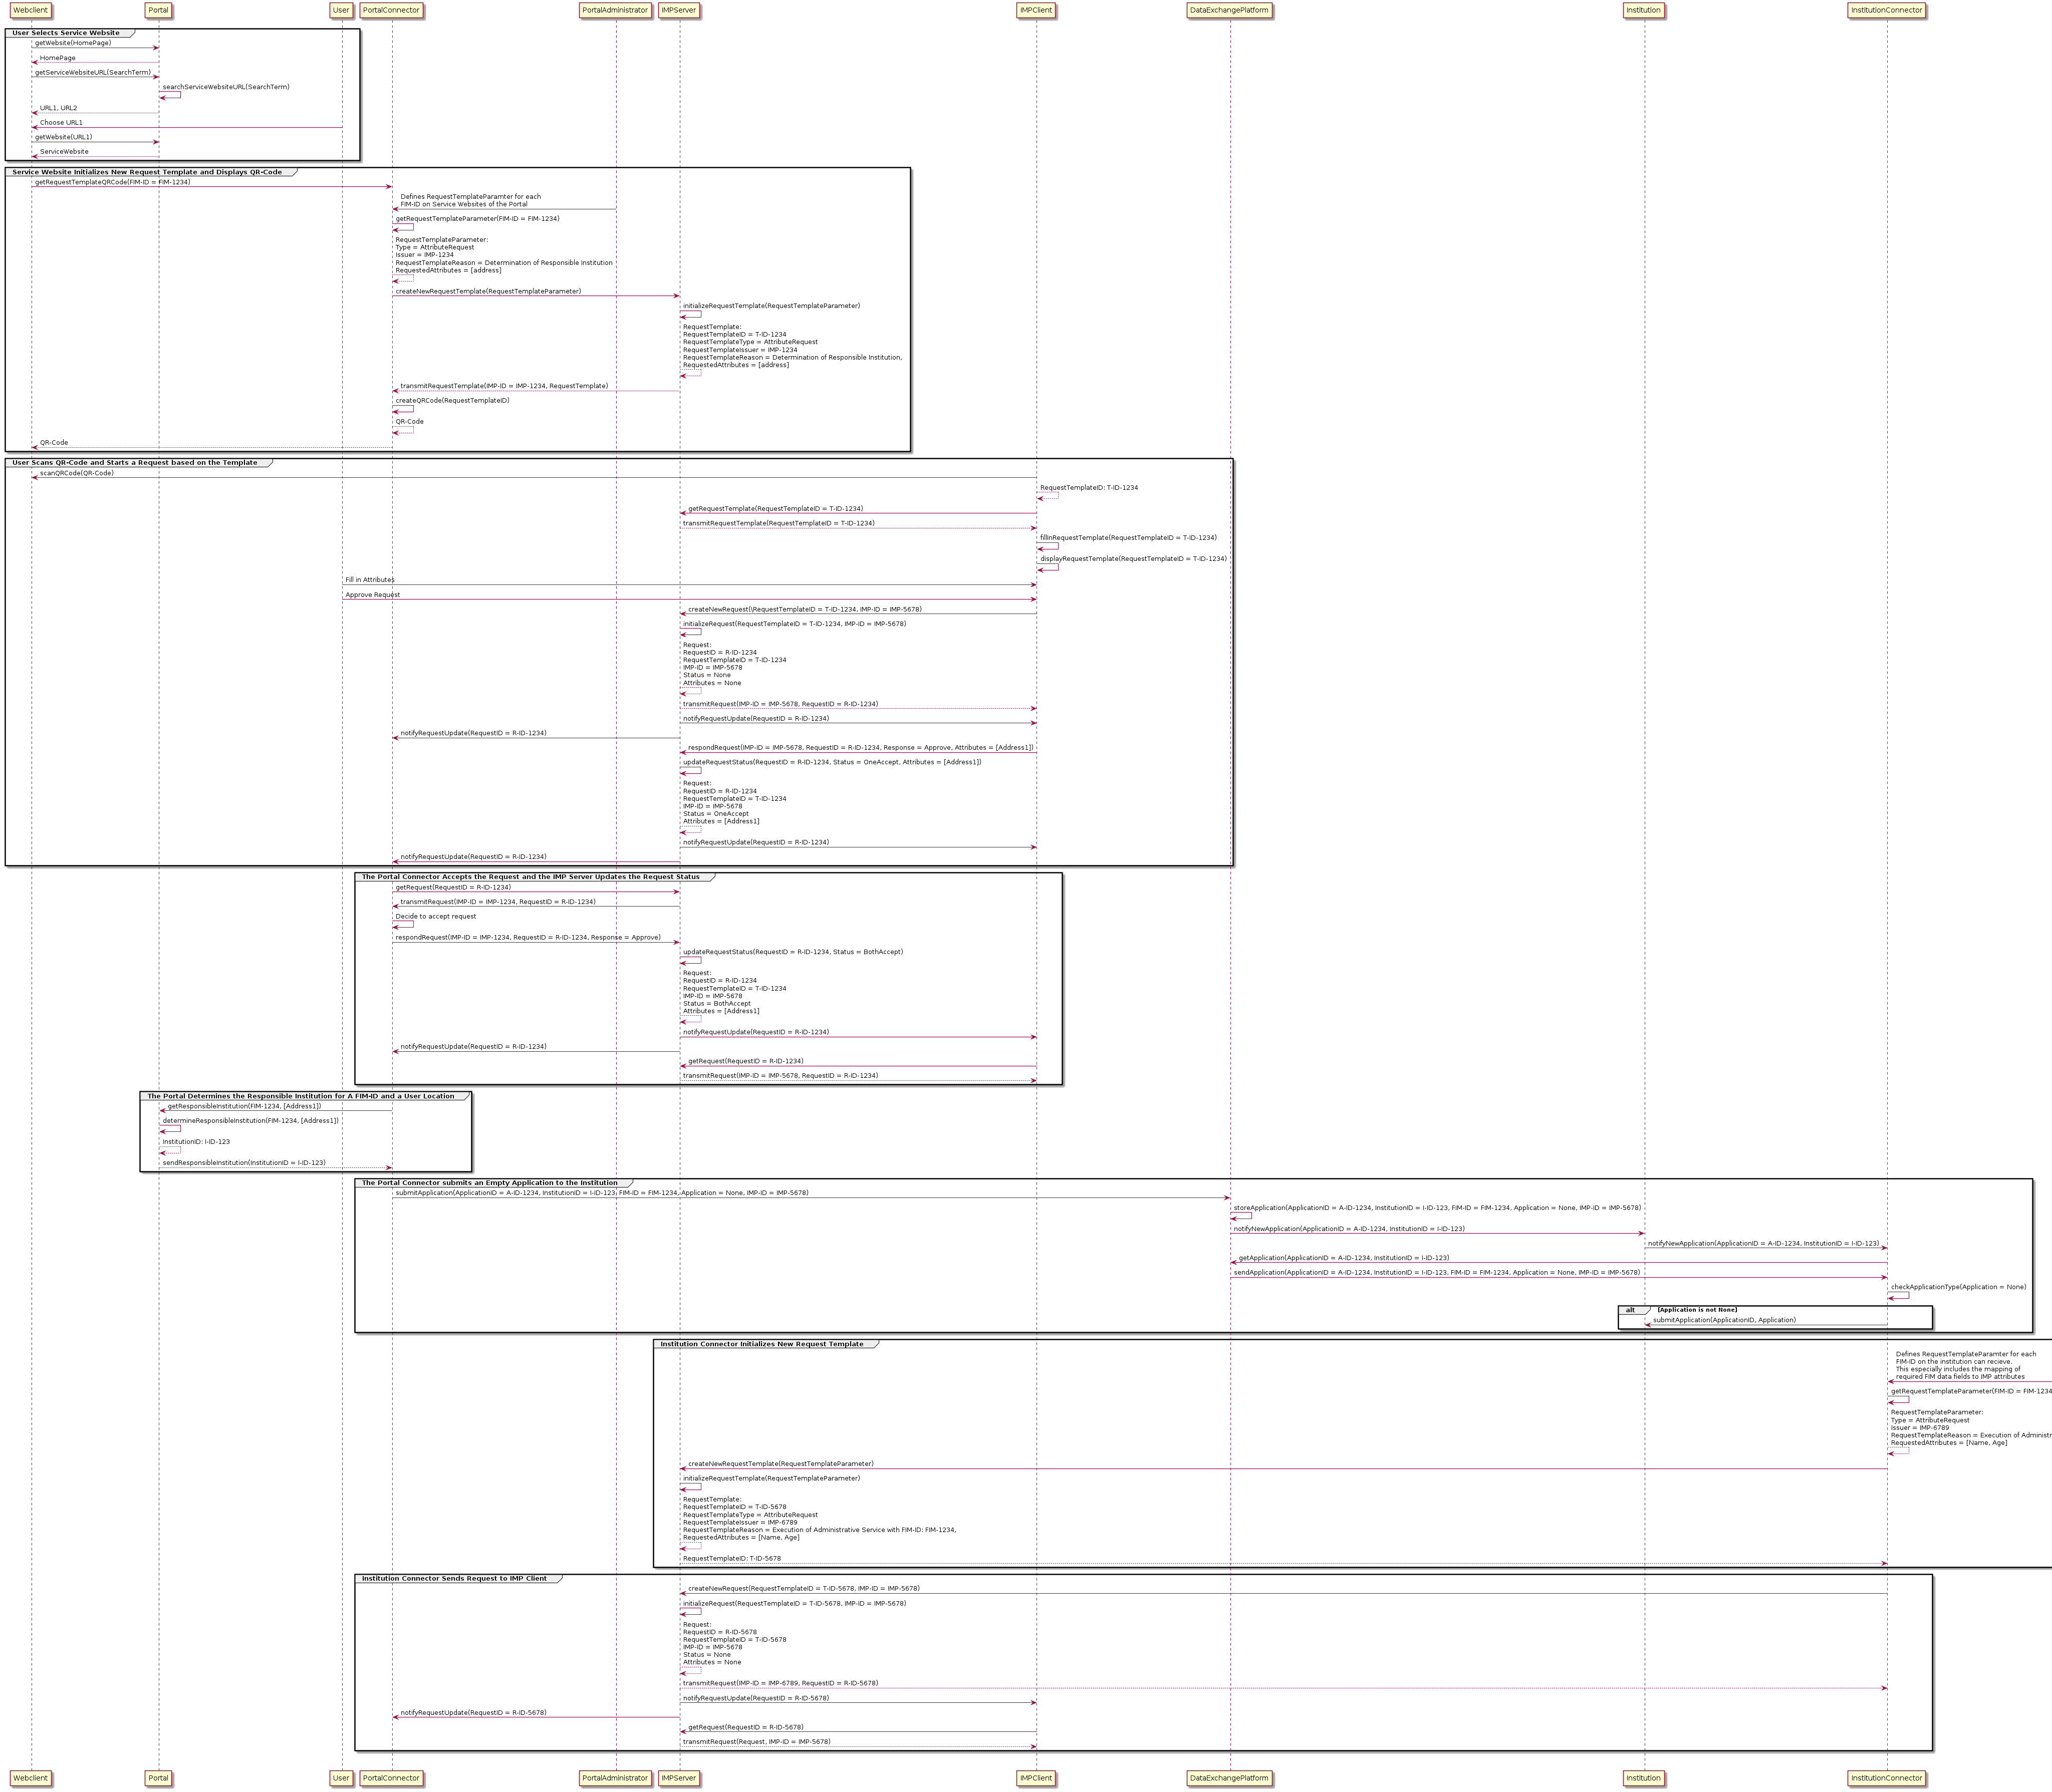 Webclient
Portal
User
PortalConnector
PortalAdministrator
IMPServer
IMPClient
DataExchangePlatform
Institution
InstitutionConnector
User Selects Service Website
getWebsite(HomePage)
HomePage
getServiceWebsiteURL(SearchTerm)
searchServiceWebsiteURL(SearchTerm)
URL1, URL2
Choose URL1
getWebsite(URL1)
ServiceWebsite
Service Website Initializes New Request Template and Displays QR-Code
getRequestTemplateQRCode(FIM-ID = FIM-1234)
Defines RequestTemplateParamter for each
FIM-ID on Service Websites of the Portal
getRequestTemplateParameter(FIM-ID = FIM-1234)
RequestTemplateParameter:
Type = AttributeRequest
Issuer = IMP-1234
RequestTemplateReason = Determination of Responsible Institution
RequestedAttributes = [address]
createNewRequestTemplate(RequestTemplateParameter)
initializeRequestTemplate(RequestTemplateParameter)
RequestTemplate:
RequestTemplateID = T-ID-1234
RequestTemplateType = AttributeRequest
RequestTemplateIssuer = IMP-1234
RequestTemplateReason = Determination of Responsible Institution.
RequestedAttributes = [address]
transmitRequestTemplate(IMP-ID = IMP-1234, RequestTemplate)
createQRCode(RequestTemplateID)
QR-Code
QR-Code
User Scans QR-Code and Starts a Request based on the Template
scanQRCode(QR-Code)
RequestTemplateID: T-ID-1234
getRequestTemplate(RequestTemplateID = T-ID-1234)
transmitRequestTemplate(RequestTemplateID = T-ID-1234)
fillInRequestTemplate(RequestTemplateID = T-ID-1234)
displayRequestTemplate(RequestTemplateID = T-ID-1234)
Fill in Attributes
Approve Request
createNewRequest(\RequestTemplateID = T-ID-1234, IMP-ID = IMP-5678)
initializeRequest(RequestTemplateID = T-ID-1234, IMP-ID = IMP-5678)
Request:
RequestID = R-ID-1234
RequestTemplateID = T-ID-1234
IMP-ID = IMP-5678
Status = None
Attributes = None
transmitRequest(IMP-ID = IMP-5678, RequestID = R-ID-1234)
notifyRequestUpdate(RequestID = R-ID-1234)
notifyRequestUpdate(RequestID = R-ID-1234)
respondRequest(IMP-ID = IMP-5678, RequestID = R-ID-1234, Response = Approve, Attributes = [Address1])
updateRequestStatus(RequestID = R-ID-1234, Status = OneAccept, Attributes = [Address1])
Request:
RequestID = R-ID-1234
RequestTemplateID = T-ID-1234
IMP-ID = IMP-5678
Status = OneAccept
Attributes = [Address1]
notifyRequestUpdate(RequestID = R-ID-1234)
notifyRequestUpdate(RequestID = R-ID-1234)
The Portal Connector Accepts the Request and the IMP Server Updates the Request Status
getRequest(RequestID = R-ID-1234)
transmitRequest(IMP-ID = IMP-1234, RequestID = R-ID-1234)
Decide to accept request
respondRequest(IMP-ID = IMP-1234, RequestID = R-ID-1234, Response = Approve)
updateRequestStatus(RequestID = R-ID-1234, Status = BothAccept)
Request:
RequestID = R-ID-1234
RequestTemplateID = T-ID-1234
IMP-ID = IMP-5678
Status = BothAccept
Attributes = [Address1]
notifyRequestUpdate(RequestID = R-ID-1234)
notifyRequestUpdate(RequestID = R-ID-1234)
getRequest(RequestID = R-ID-1234)
transmitRequest(IMP-ID = IMP-5678, RequestID = R-ID-1234)
The Portal Determines the Responsible Institution for A FIM-ID and a User Location
getResponsibleInstitution(FIM-1234, [Address1])
determineResponsibleInstitution(FIM-1234, [Address1])
InstitutionID: I-ID-123
sendResponsibleInstitution(InstitutionID = I-ID-123)
The Portal Connector submits an Empty Application to the Institution
submitApplication(ApplicationID = A-ID-1234, InstitutionID = I-ID-123, FIM-ID = FIM-1234, Application = None, IMP-ID = IMP-5678)
storeApplication(ApplicationID = A-ID-1234, InstitutionID = I-ID-123, FIM-ID = FIM-1234, Application = None, IMP-ID = IMP-5678)
notifyNewApplication(ApplicationID = A-ID-1234, InstitutionID = I-ID-123)
notifyNewApplication(ApplicationID = A-ID-1234, InstitutionID = I-ID-123)
getApplication(ApplicationID = A-ID-1234, InstitutionID = I-ID-123)
sendApplication(ApplicationID = A-ID-1234, InstitutionID = I-ID-123, FIM-ID = FIM-1234, Application = None, IMP-ID = IMP-5678)
checkApplicationType(Application = None)
alt [Application is not None]
submitApplication(ApplicationID, Application)
Institution Connector Initializes New Request Template
Defines RequestTemplateParamter for each
FIM-ID on the institution can recieve.
This especially includes the mapping of
required FIM data fields to IMP attributes
getRequestTemplateParameter(FIM-ID = FIM-1234
RequestTemplateParameter:
Type = AttributeRequest
Issuer = IMP-6789
RequestTemplateReason = Execution of Administr
RequestedAttributes = [Name, Age]
createNewRequestTemplate(RequestTemplateParameter)
initializeRequestTemplate(RequestTemplateParameter)
RequestTemplate:
RequestTemplateID = T-ID-5678
RequestTemplateType = AttributeRequest
RequestTemplateIssuer = IMP-6789
RequestTemplateReason = Execution of Administrative Service with FIM-ID: FIM-1234,
RequestedAttributes = [Name, Age]
RequestTemplateID: T-ID-5678
Institution Connector Sends Request to IMP Client
createNewRequest(RequestTemplateID = T-ID-5678, IMP-ID = IMP-5678)
initializeRequest(RequestTemplateID = T-ID-5678, IMP-ID = IMP-5678)
Request:
RequestID = R-ID-5678
RequestTemplateID = T-ID-5678
IMP-ID = IMP-5678
Status = None
Attributes = None
transmitRequest(IMP-ID = IMP-6789, RequestID = R-ID-5678)
notifyRequestUpdate(RequestID = R-ID-5678)
notifyRequestUpdate(RequestID = R-ID-5678)
getRequest(RequestID = R-ID-5678)
transmitRequest(Request, IMP-ID = IMP-5678)
Webclient
Portal
User
PortalConnector
PortalAdministrator
IMPServer
IMPClient
DataExchangePlatform
Institution
InstitutionConnector